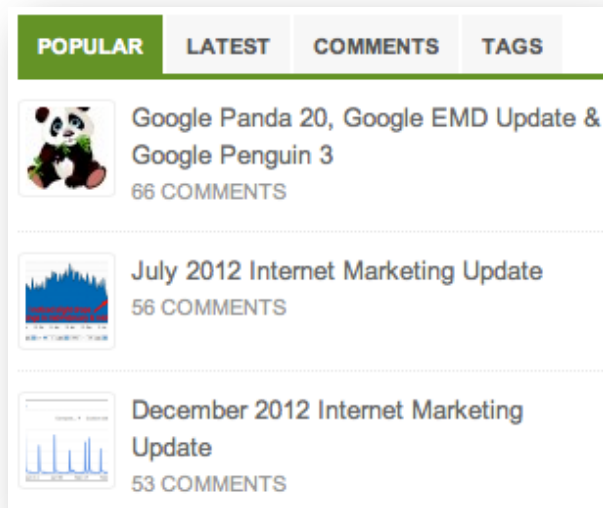 POPULAR LATEST COMMENTS TAGS
Google Panda 20, Google EMD Update &
Google Penguin 3
66 COMMENTS
July 2012 Internet Marketing Update
56 COMMENTS
December 2012 Internet Marketing
Update
53 COMMENTS